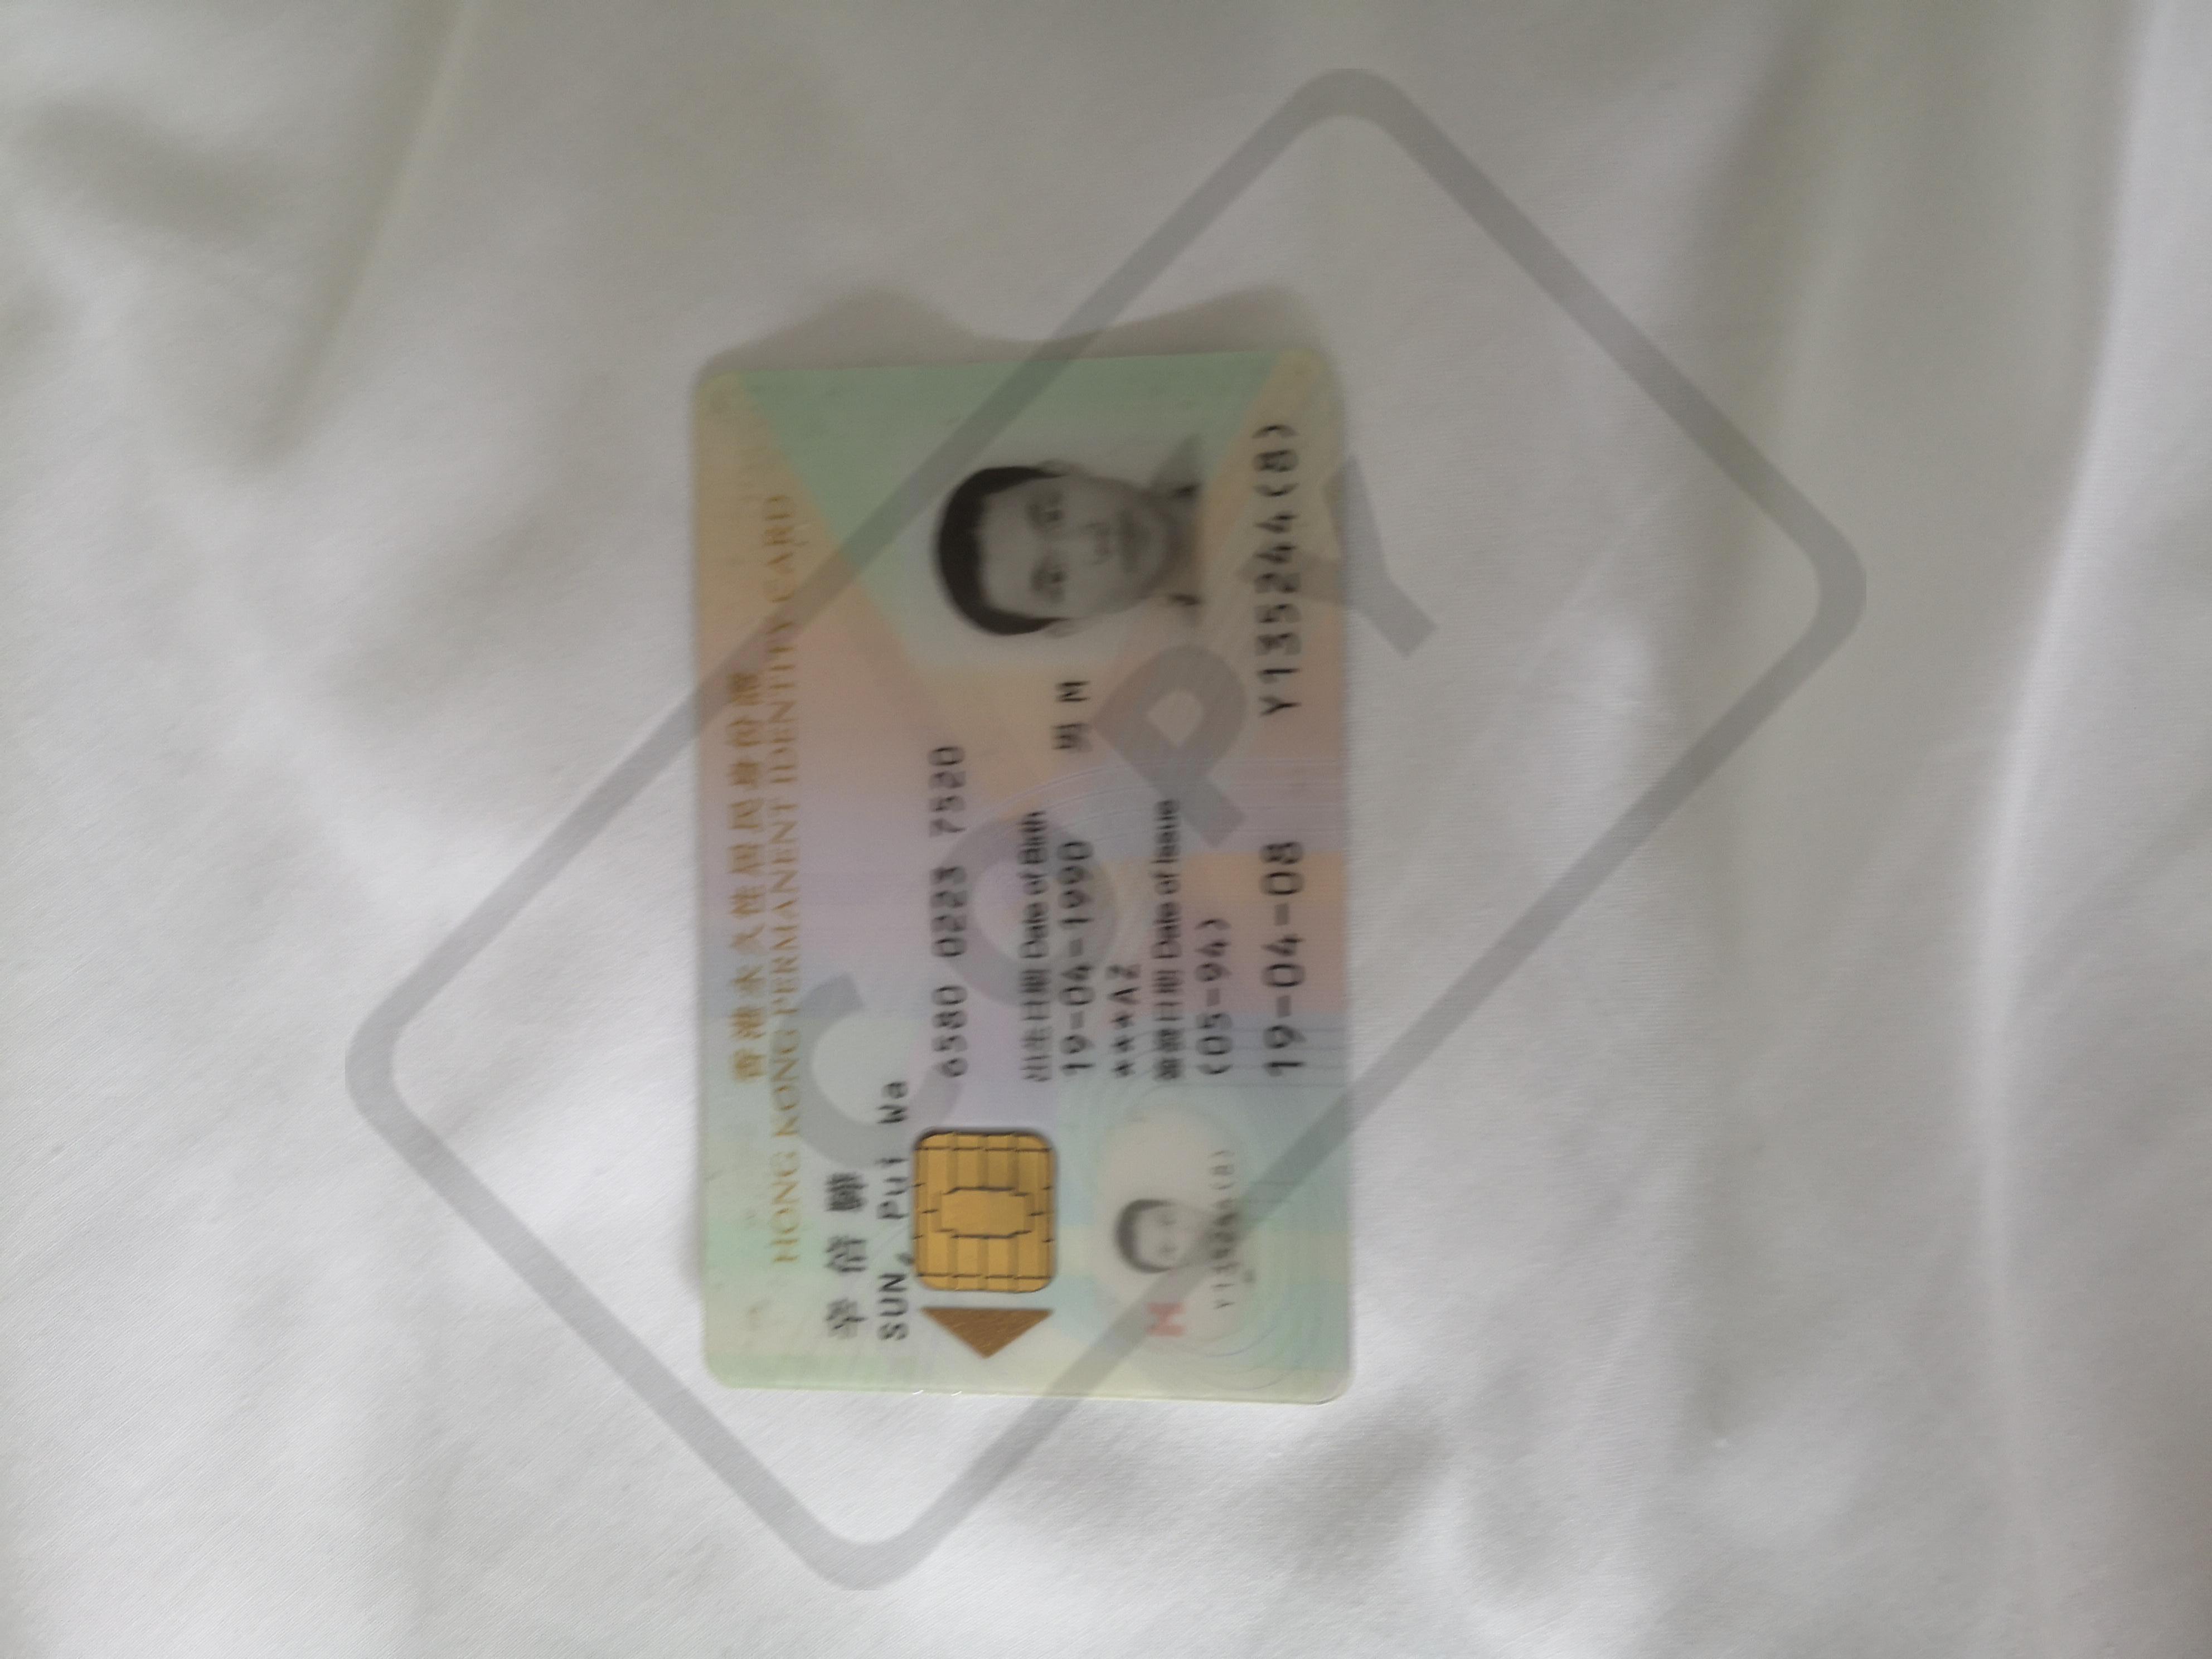 香港永久性居民身份證
HONG KONG PERMANENT IDENTITY CARD
倍
SUN, Pui Wa
6580 0223 7520
出生日期 Date of Birth
19-04-1990 男 M
***AZ
簽發日期 Date of Issue
(05-94)
19-04-08 Y135244(8)
COPY